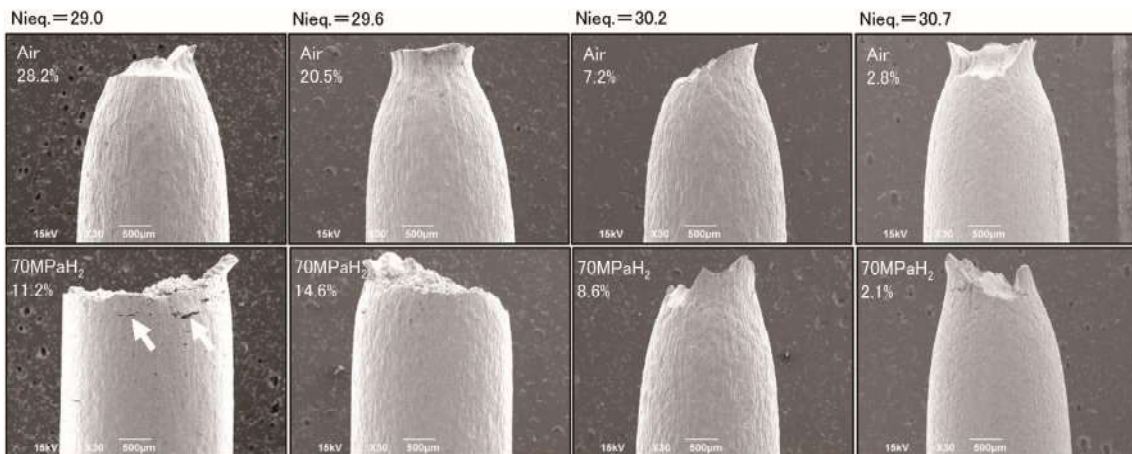 Nieq.=29.0
Nieq.=29.6
Nieq.=30.2
Nieq.=30.7
Air
28.2%
15kV X30 500μm
Air
20.5%
15kV X30 500μm
Air
7.2%
15kV X30 500μm
Air
2.8%
15kV X30 500μm
70MPaH₂
11.2%
15kV X30 500μm
70MPaH₂
14.6%
15kV X30 500μm
70MPaH₂
8.6%
15kV X30 500μm
70MPaH₂
2.1%
15kV X30 500μm